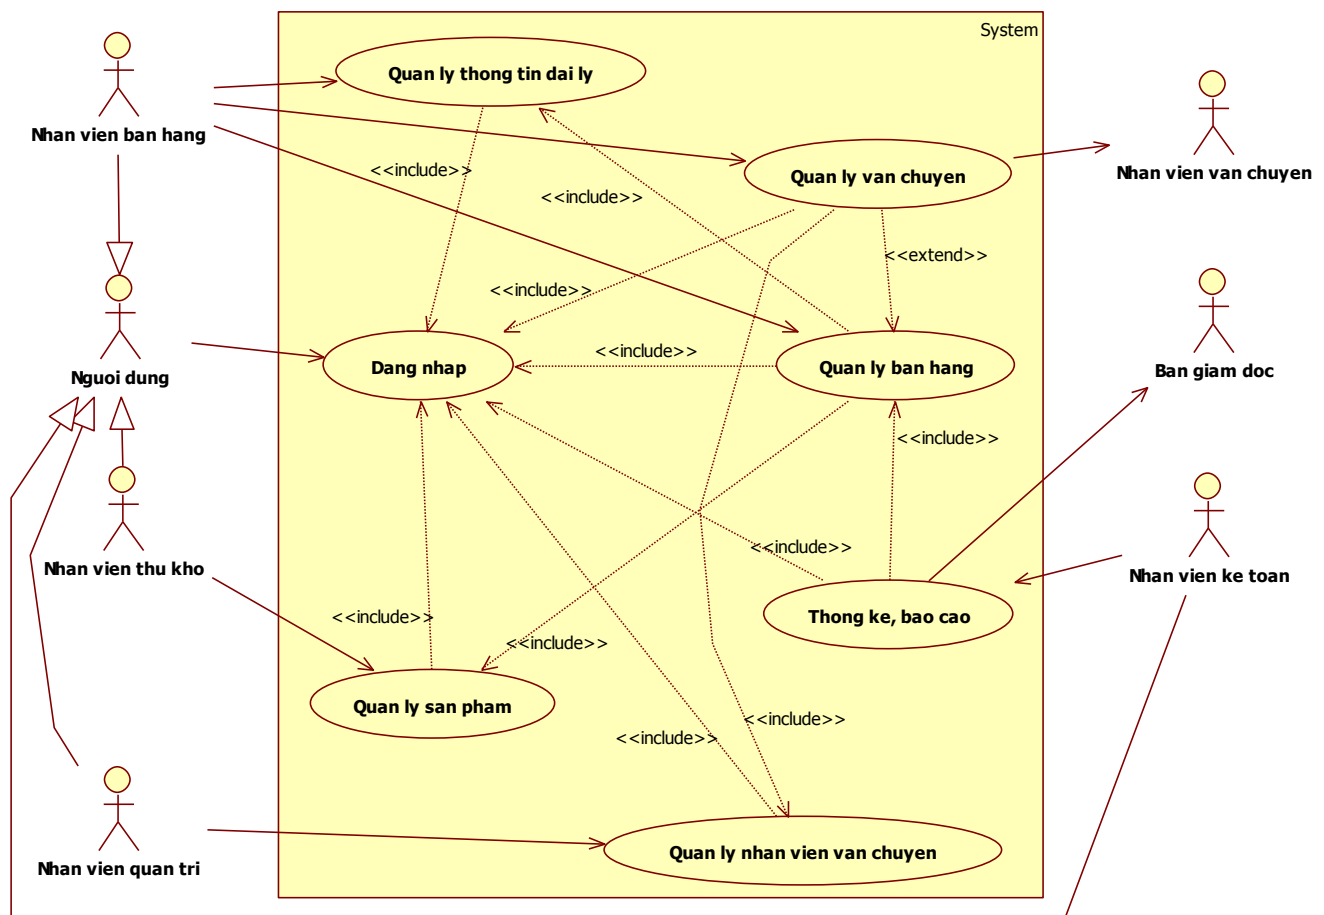 System
Quan ly thong tin dai ly
Nhan vien ban hang
<<include>>
Quan ly van chuyen
Nhan vien van chuyen
<<include>>
<<extend>>
<<include>>
<<include>>
Dang nhap
Quan ly ban hang
Nguoi dung
Ban giam doc
<<include>>
<<include>>
Nhan vien thu kho
Nhan vien ke toan
<<include>>
Thong ke, bao cao
<<include>>
Quan ly san pham
<<include>>
<<include>>
Quan ly nhan vien van chuyen
Nhan vien quan tri